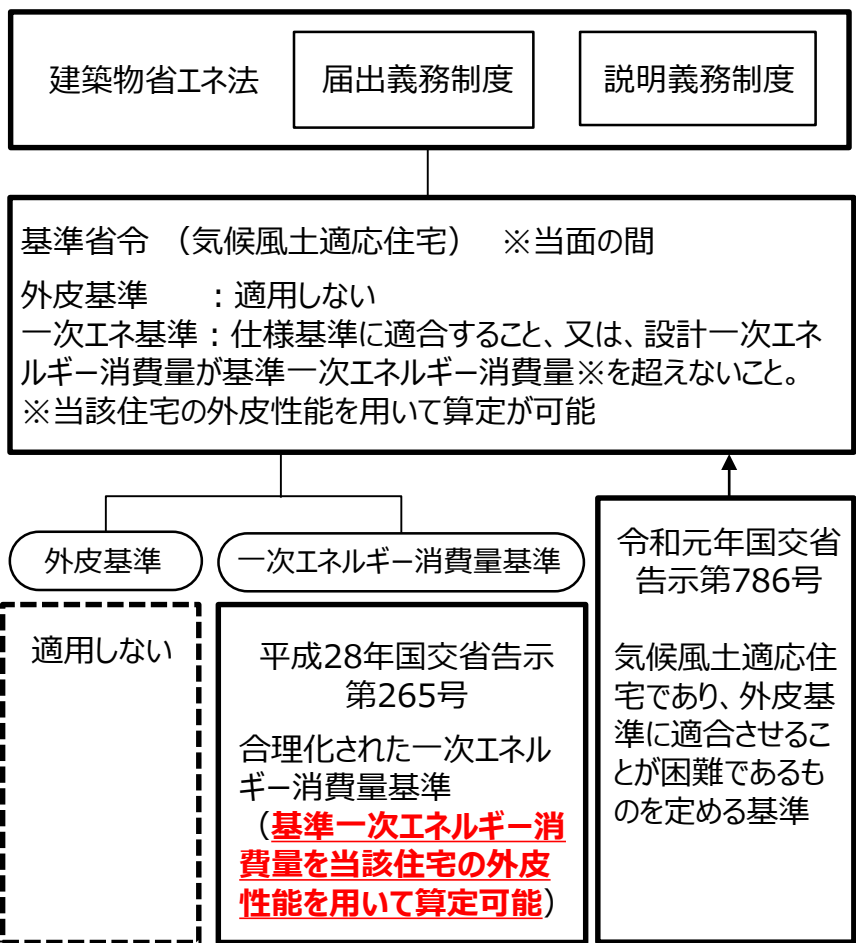 建築物省エネ法
届出義務制度
説明義務制度
基準省令 （気候風土適応住宅） ※当面の間
外皮基準 ：適用しない
一次エネ基準：仕様基準に適合すること、又は、設計一次エネ
ルギー消費量が基準一次エネルギー消費量※を超えないこと。
※当該住宅の外皮性能を用いて算定が可能
外皮基準
一次エネルギー消費量基準
適用しない
平成28年国交省告示
第265号
合理化された一次エネル
ギー消費量基準
（基準一次エネルギー消
費量を当該住宅の外皮
性能を用いて算定可能）
令和元年国交省
告示第786号
気候風土適応住
宅であり、外皮基
準に適合させるこ
とが困難であるも
のを定める基準